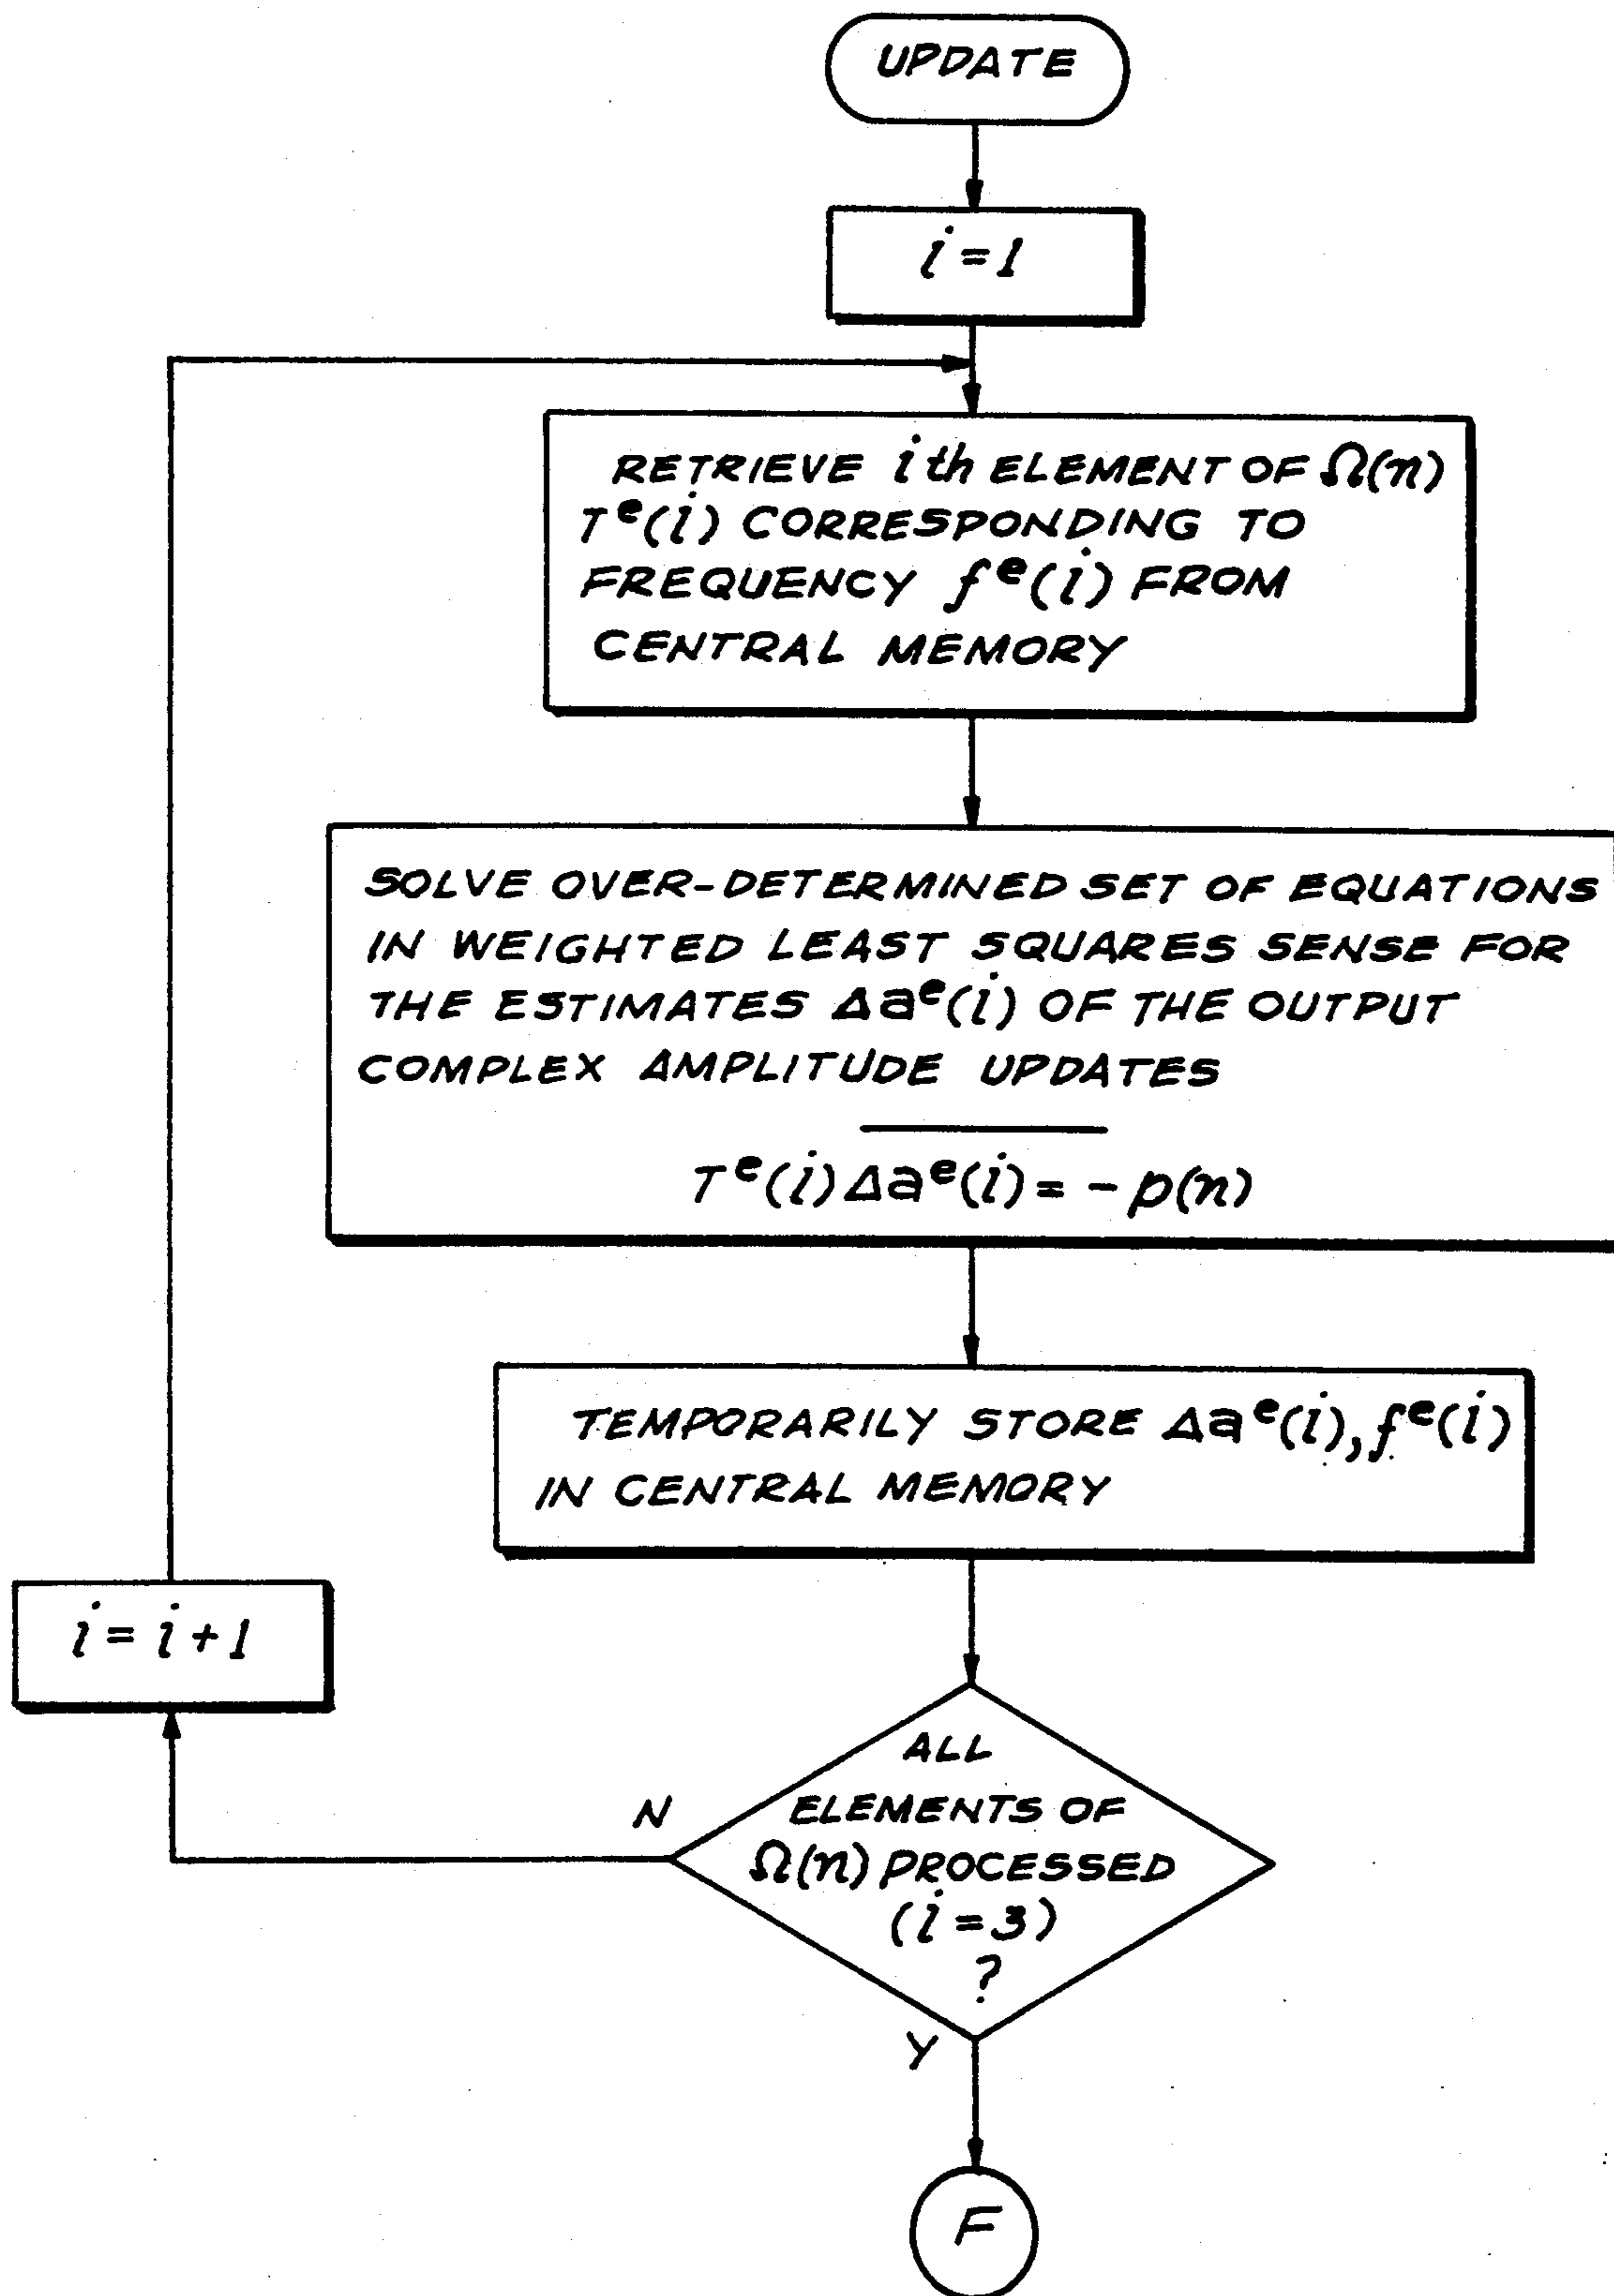 UPDATE
i = 1
RETRIEVE ith ELEMENT OF Ω(n)
Tᵉ(i) CORRESPONDING TO
FREQUENCY fᵉ(i) FROM
CENTRAL MEMORY
SOLVE OVER-DETERMINED SET OF EQUATIONS
IN WEIGHTED LEAST SQUARES SENSE FOR
THE ESTIMATES Δaᵉ(i) OF THE OUTPUT
COMPLEX AMPLITUDE UPDATES
Tᵉ(i) Δaᵉ(i) = - p(n)
TEMPORARILY STORE Δaᵉ(i), fᵉ(i)
IN CENTRAL MEMORY
i = i + 1
ALL
ELEMENTS OF
Ω(n) PROCESSED
(i = 3)
?
N
Y
F